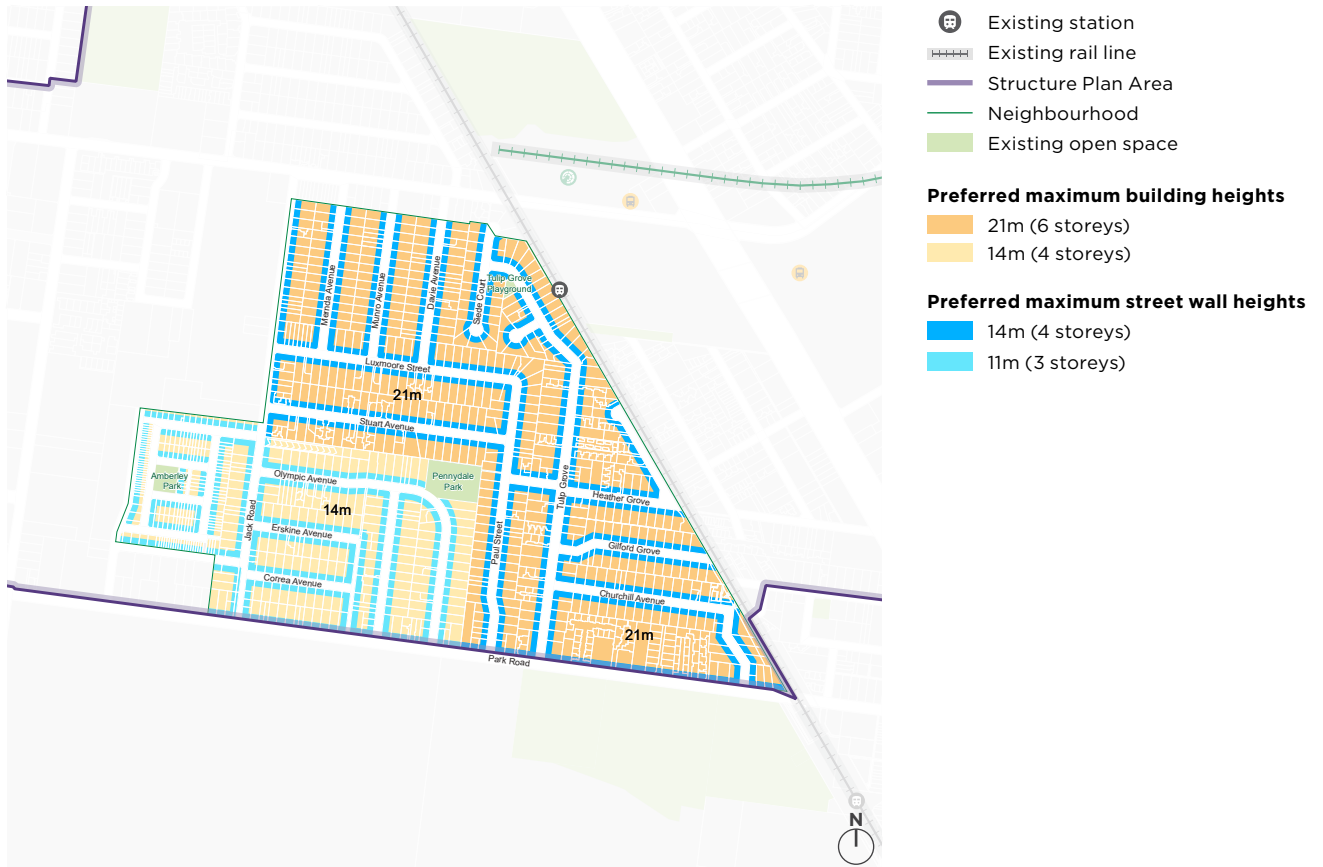 Existing station
Existing rail line
Structure Plan Area
Neighbourhood
Existing open space
Preferred maximum building heights
21m (6 storeys)
14m (4 storeys)
Preferred maximum street wall heights
14m (4 storeys)
11m (3 storeys)
Tulip Grove
Playground
Siede Court
Davie Avenue
Munro Avenue
Mernda Avenue
Luxmoore Street
21m
Stuart Avenue
Olympic Avenue
Pennydale
Park
Amberley
Park
14m
Jack Road
Erskine Avenue
Correa Avenue
Tulip Grove
Heather Grove
Paul Street
Gilford Grove
Churchill Avenue
21m
Park Road
N